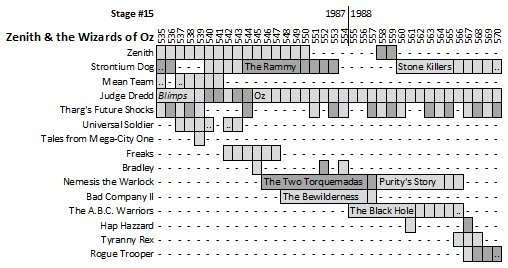 Stage #15 1987 1988
Zenith & the Wizards of Oz 535 536 537 538 539 540 541 542 543 544 545 546 547 548 549 550 551 552 553 554 555 556 557 558 559 560 561 562 563 564 565 566 567 568 569 570
Zenith
Strontium Dog .. The Rammy Stone Killers ..
Mean Team ..
Judge Dredd Blimps Oz
Tharg's Future Shocks
Universal Soldier .. ..
Tales from Mega-City One
Freaks
Bradley
Nemesis the Warlock The Two Torquemadas Purity's Story
Bad Company II The Bewilderness
The A.B.C. Warriors The Black Hole ..
Hap Hazzard
Tyranny Rex
Rogue Trooper ..